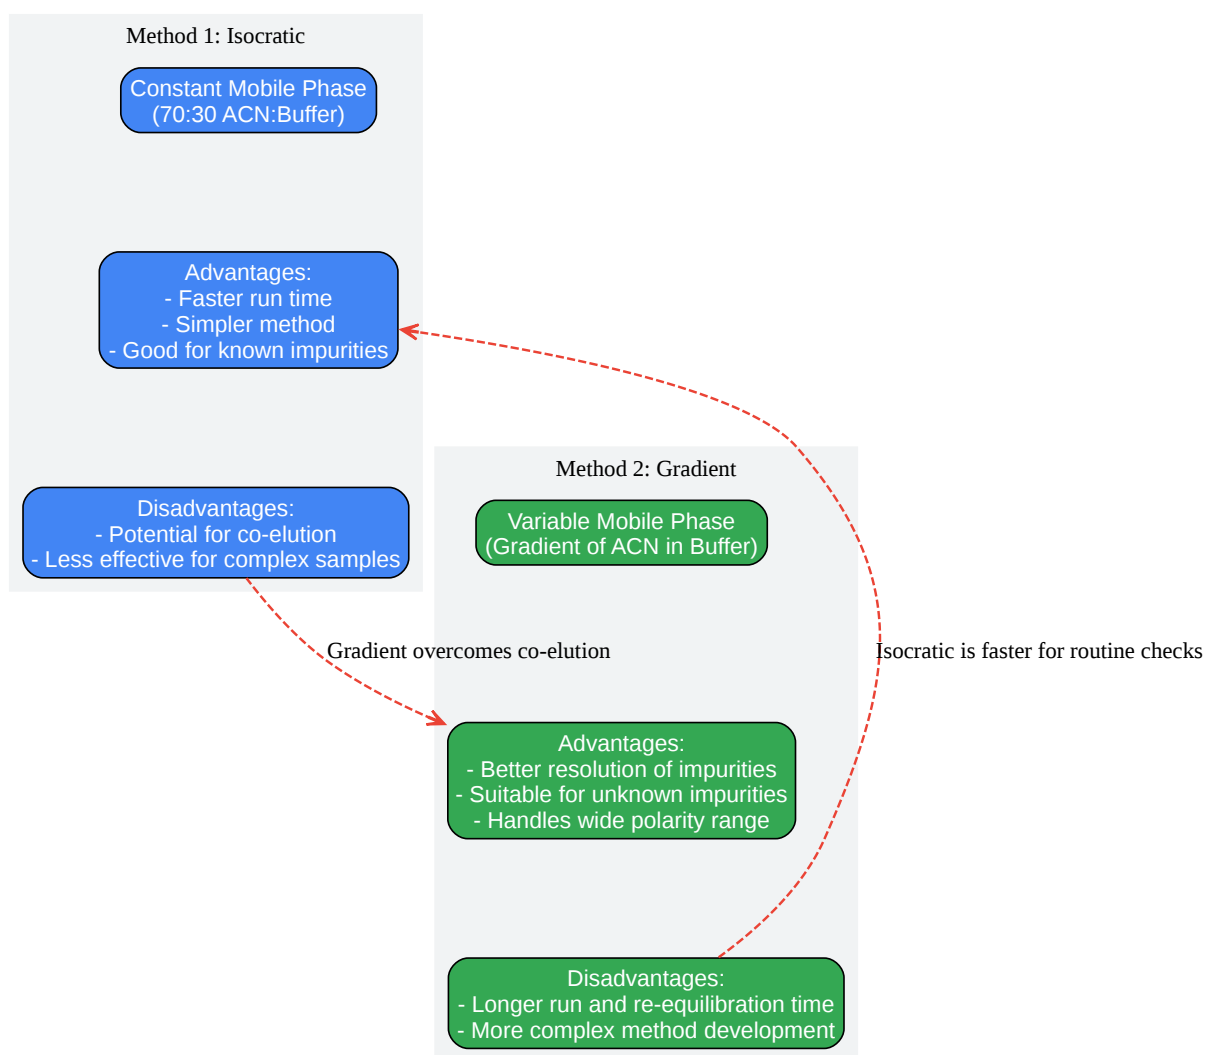 Method 1: Isocratic
Constant Mobile Phase
(70:30 ACN:Buffer)
Advantages:
- Faster run time
- Simpler method
- Good for known impurities
Disadvantages:
- Potential for co-elution
- Less effective for complex samples
Method 2: Gradient
Variable Mobile Phase
(Gradient of ACN in Buffer)
Gradient overcomes co-elution
Isocratic is faster for routine checks
Advantages:
- Better resolution of impurities
- Suitable for unknown impurities
- Handles wide polarity range
Disadvantages:
- Longer run and re-equilibration time
- More complex method development